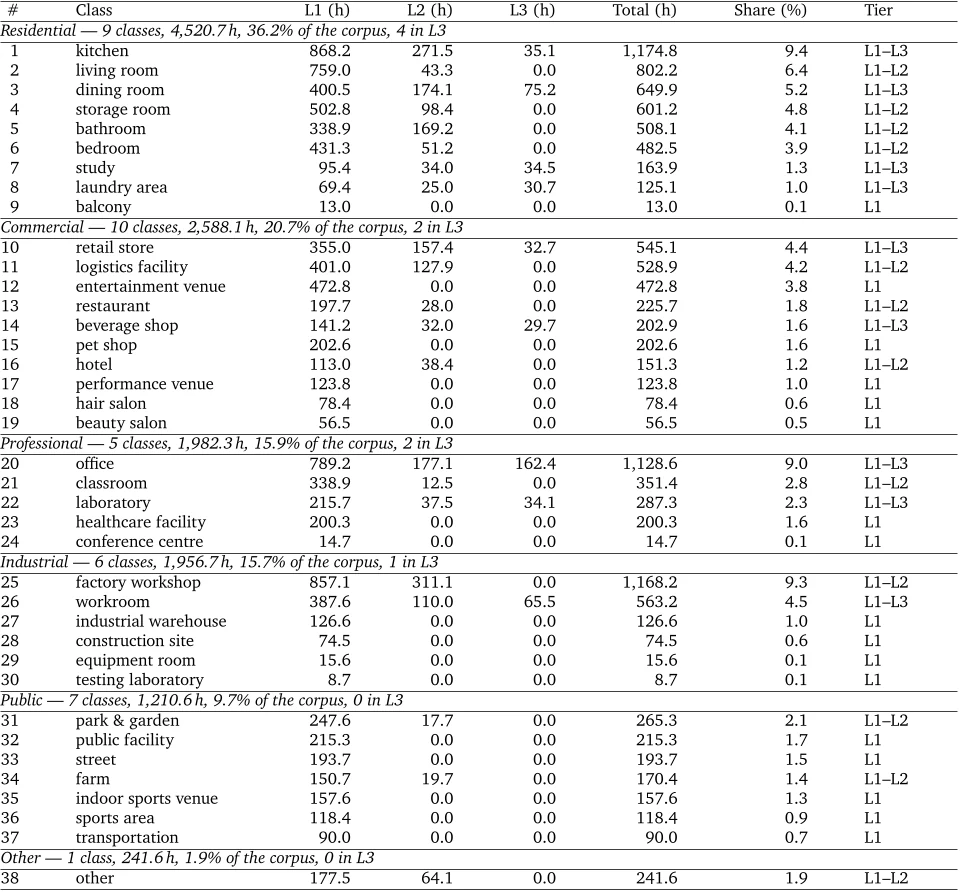 # Class L1 (h) L2 (h) L3 (h) Total (h) Share (%) Tier
Residential — 9 classes, 4,520.7 h, 36.2% of the corpus, 4 in L3
1 kitchen 868.2 271.5 35.1 1,174.8 9.4 L1–L3
2 living room 759.0 43.3 0.0 802.2 6.4 L1–L2
3 dining room 400.5 174.1 75.2 649.9 5.2 L1–L3
4 storage room 502.8 98.4 0.0 601.2 4.8 L1–L2
5 bathroom 338.9 169.2 0.0 508.1 4.1 L1–L2
6 bedroom 431.3 51.2 0.0 482.5 3.9 L1–L2
7 study 95.4 34.0 34.5 163.9 1.3 L1–L3
8 laundry area 69.4 25.0 30.7 125.1 1.0 L1–L3
9 balcony 13.0 0.0 0.0 13.0 0.1 L1
Commercial — 10 classes, 2,588.1 h, 20.7% of the corpus, 2 in L3
10 retail store 355.0 157.4 32.7 545.1 4.4 L1–L3
11 logistics facility 401.0 127.9 0.0 528.9 4.2 L1–L2
12 entertainment venue 472.8 0.0 0.0 472.8 3.8 L1
13 restaurant 197.7 28.0 0.0 225.7 1.8 L1–L2
14 beverage shop 141.2 32.0 29.7 202.9 1.6 L1–L3
15 pet shop 202.6 0.0 0.0 202.6 1.6 L1
16 hotel 113.0 38.4 0.0 151.3 1.2 L1–L2
17 performance venue 123.8 0.0 0.0 123.8 1.0 L1
18 hair salon 78.4 0.0 0.0 78.4 0.6 L1
19 beauty salon 56.5 0.0 0.0 56.5 0.5 L1
Professional — 5 classes, 1,982.3 h, 15.9% of the corpus, 2 in L3
20 office 789.2 177.1 162.4 1,128.6 9.0 L1–L3
21 classroom 338.9 12.5 0.0 351.4 2.8 L1–L2
22 laboratory 215.7 37.5 34.1 287.3 2.3 L1–L3
23 healthcare facility 200.3 0.0 0.0 200.3 1.6 L1
24 conference centre 14.7 0.0 0.0 14.7 0.1 L1
Industrial — 6 classes, 1,956.7 h, 15.7% of the corpus, 1 in L3
25 factory workshop 857.1 311.1 0.0 1,168.2 9.3 L1–L2
26 workroom 387.6 110.0 65.5 563.2 4.5 L1–L3
27 industrial warehouse 126.6 0.0 0.0 126.6 1.0 L1
28 construction site 74.5 0.0 0.0 74.5 0.6 L1
29 equipment room 15.6 0.0 0.0 15.6 0.1 L1
30 testing laboratory 8.7 0.0 0.0 8.7 0.1 L1
Public — 7 classes, 1,210.6 h, 9.7% of the corpus, 0 in L3
31 park & garden 247.6 17.7 0.0 265.3 2.1 L1–L2
32 public facility 215.3 0.0 0.0 215.3 1.7 L1
33 street 193.7 0.0 0.0 193.7 1.5 L1
34 farm 150.7 19.7 0.0 170.4 1.4 L1–L2
35 indoor sports venue 157.6 0.0 0.0 157.6 1.3 L1
36 sports area 118.4 0.0 0.0 118.4 0.9 L1
37 transportation 90.0 0.0 0.0 90.0 0.7 L1
Other — 1 class, 241.6 h, 1.9% of the corpus, 0 in L3
38 other 177.5 64.1 0.0 241.6 1.9 L1–L2